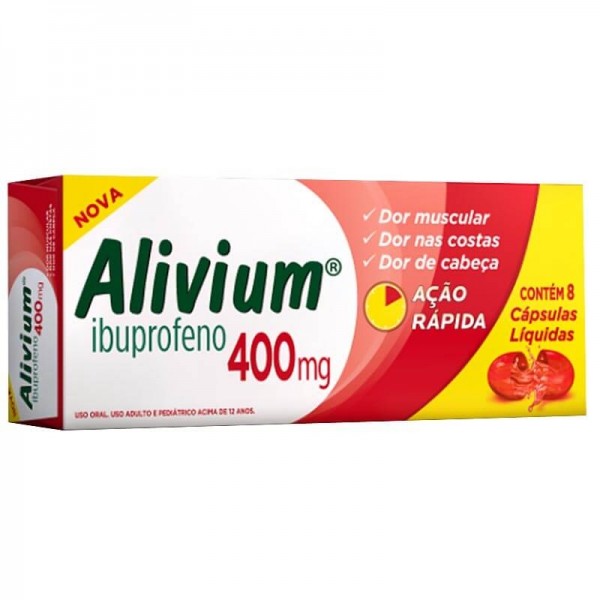 NOVA
Alivium®
ibuprofeno 400mg
USO ORAL. USO ADULTO E PEDIÁTRICO ACIMA DE 12 ANOS.
✓ Dor muscular
✓ Dor nas costas
✓ Dor de cabeça
AÇÃO
RÁPIDA
CONTÉM 8
Cápsulas
Líquidas
NOVA
Alivium®
ibuprofeno 400mg